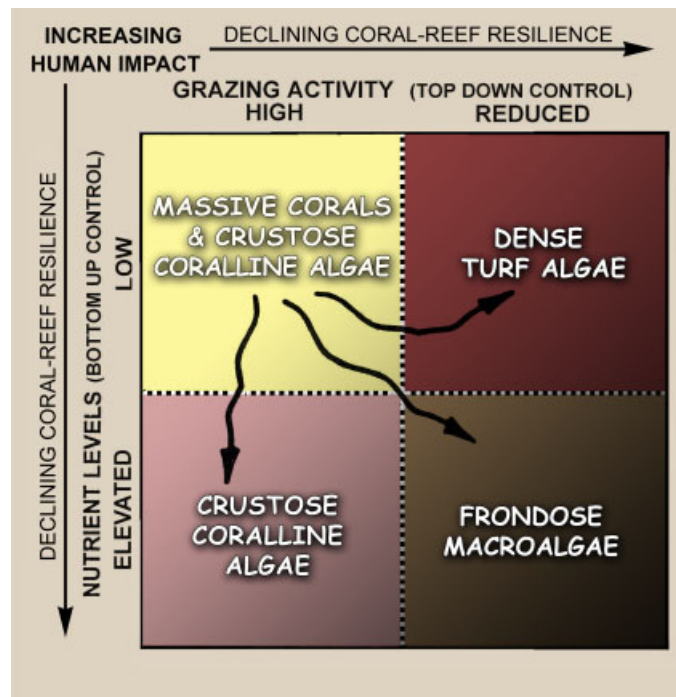 INCREASING
HUMAN IMPACT
DECLINING CORAL-REEF RESILIENCE
GRAZING ACTIVITY (TOP DOWN CONTROL)
HIGH REDUCED
DECLINING CORAL-REEF RESILIENCE
NUTRIENT LEVELS (BOTTOM UP CONTROL)
LOW
ELEVATED
MASSIVE CORALS
& CRUSTOSE
CORALLINE ALGAE
DENSE
TURF ALGAE
CRUSTOSE
CORALLINE
ALGAE
FRONDOSE
MACROALGAE